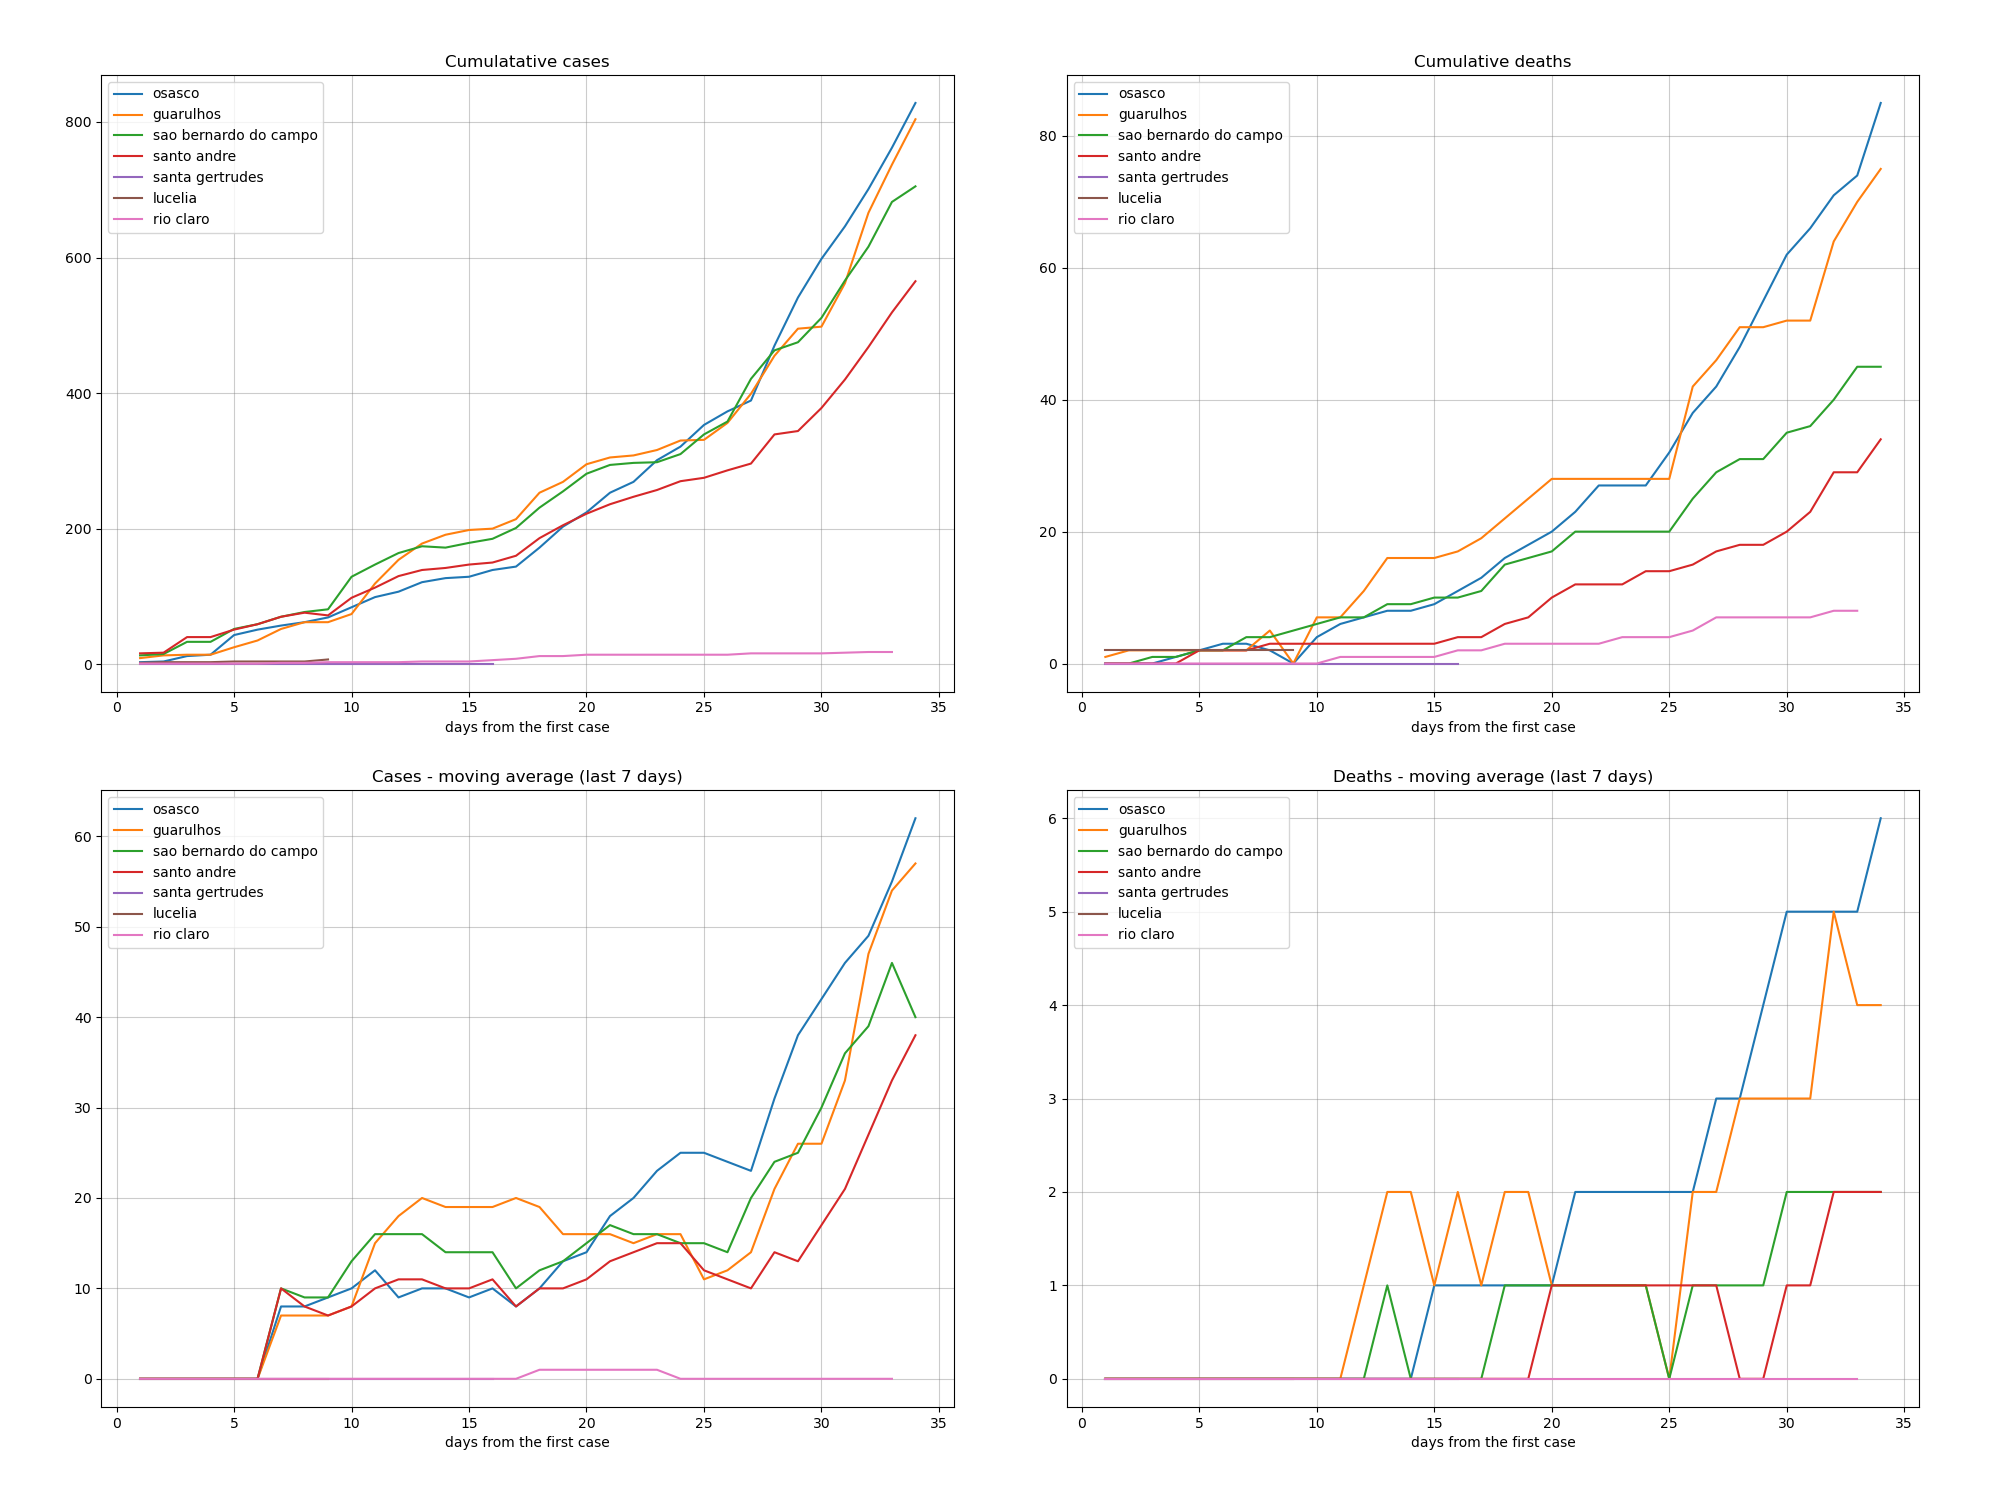 Cumulatative cases
800
600
400
200
0
osasco
guarulhos
sao bernardo do campo
santo andre
santa gertrudes
lucelia
rio claro
0 5 10 15 20 25 30 35
days from the first case
Cumulative deaths
80
60
40
20
0
osasco
guarulhos
sao bernardo do campo
santo andre
santa gertrudes
lucelia
rio claro
0 5 10 15 20 25 30 35
days from the first case
Cases - moving average (last 7 days)
60
50
40
30
20
10
0
osasco
guarulhos
sao bernardo do campo
santo andre
santa gertrudes
lucelia
rio claro
0 5 10 15 20 25 30 35
days from the first case
Deaths - moving average (last 7 days)
6
5
4
3
2
1
0
osasco
guarulhos
sao bernardo do campo
santo andre
santa gertrudes
lucelia
rio claro
0 5 10 15 20 25 30 35
days from the first case